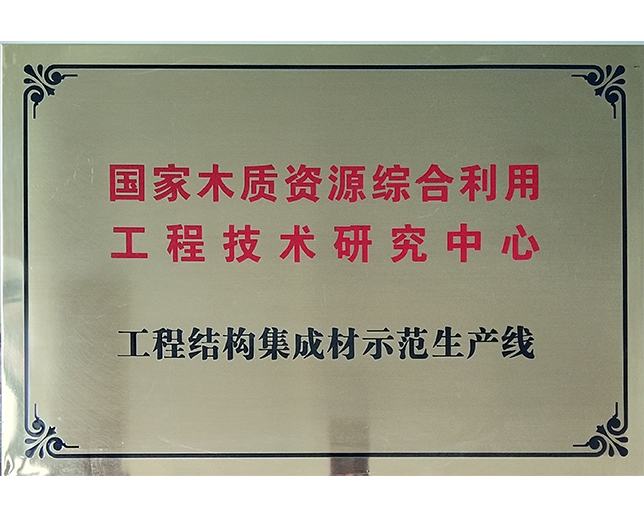 国家木质资源综合利用
工程技术研究中心
工程结构集成材示范生产线